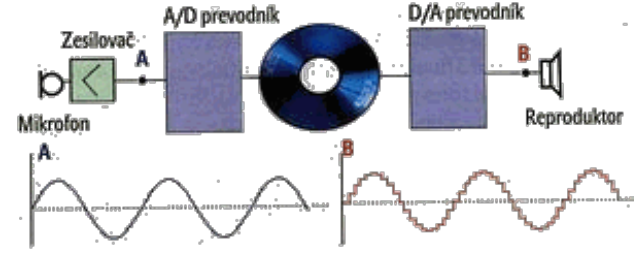 A/D prevodník
D/A prevodník
Zesilovač
A
B
Mikrofon
Reproduktor
A
B